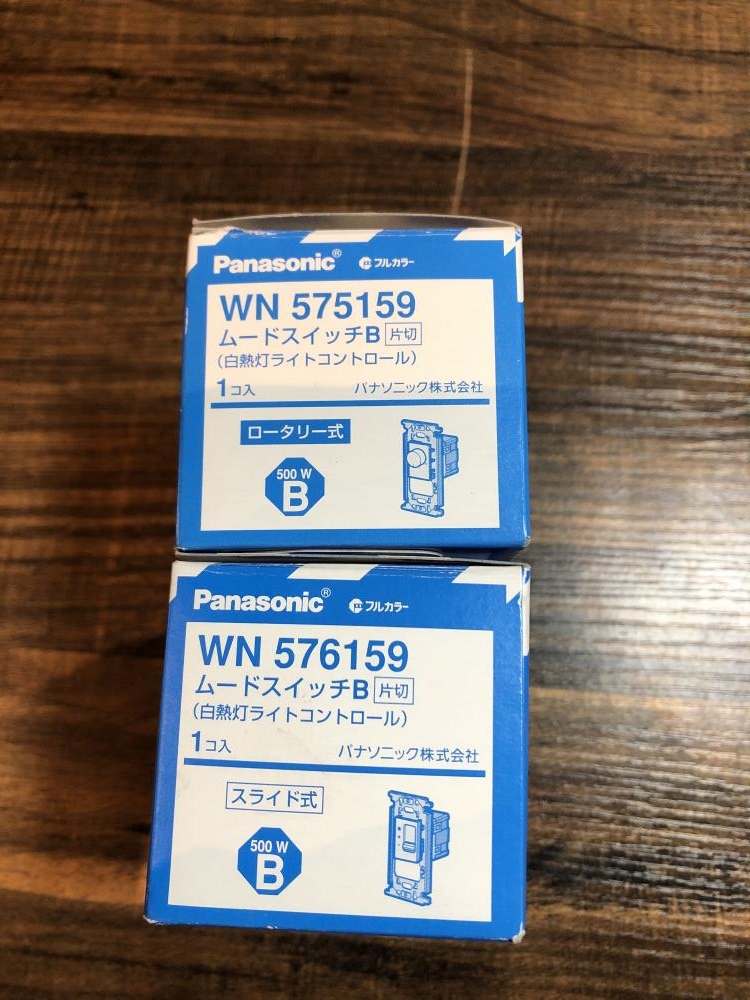 Panasonic® フルカラー
WN 575159
ムードスイッチB 片切
(白熱灯ライトコントロール)
1コ入 パナソニック株式会社
ロータリー式
500 W
B
Panasonic® フルカラー
WN 576159
ムードスイッチB 片切
(白熱灯ライトコントロール)
1コ入 パナソニック株式会社
スライド式
500 W
B